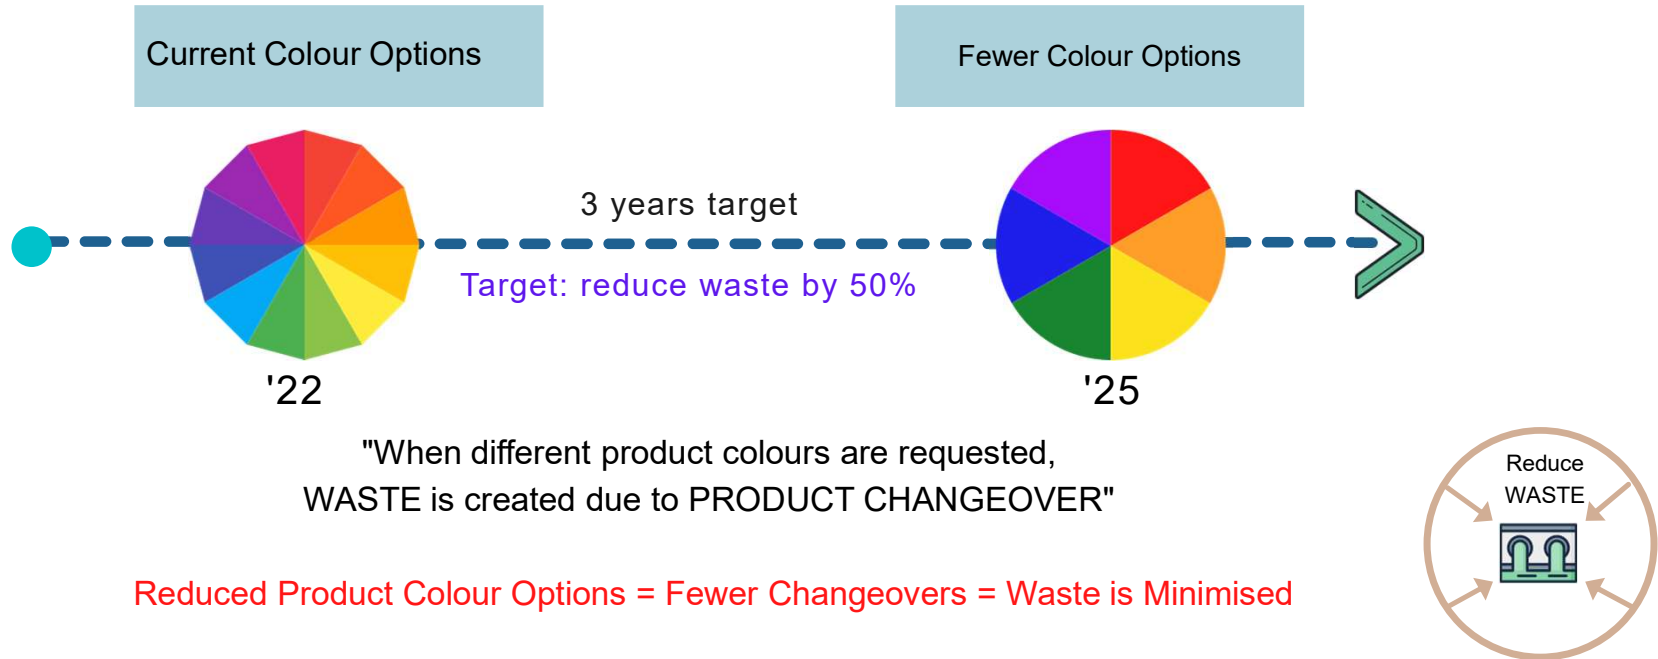 Current Colour Options
Fewer Colour Options
3 years target
Target: reduce waste by 50%
'22
'25
"When different product colours are requested,
WASTE is created due to PRODUCT CHANGEOVER"
Reduce
WASTE
Reduced Product Colour Options = Fewer Changeovers = Waste is Minimised